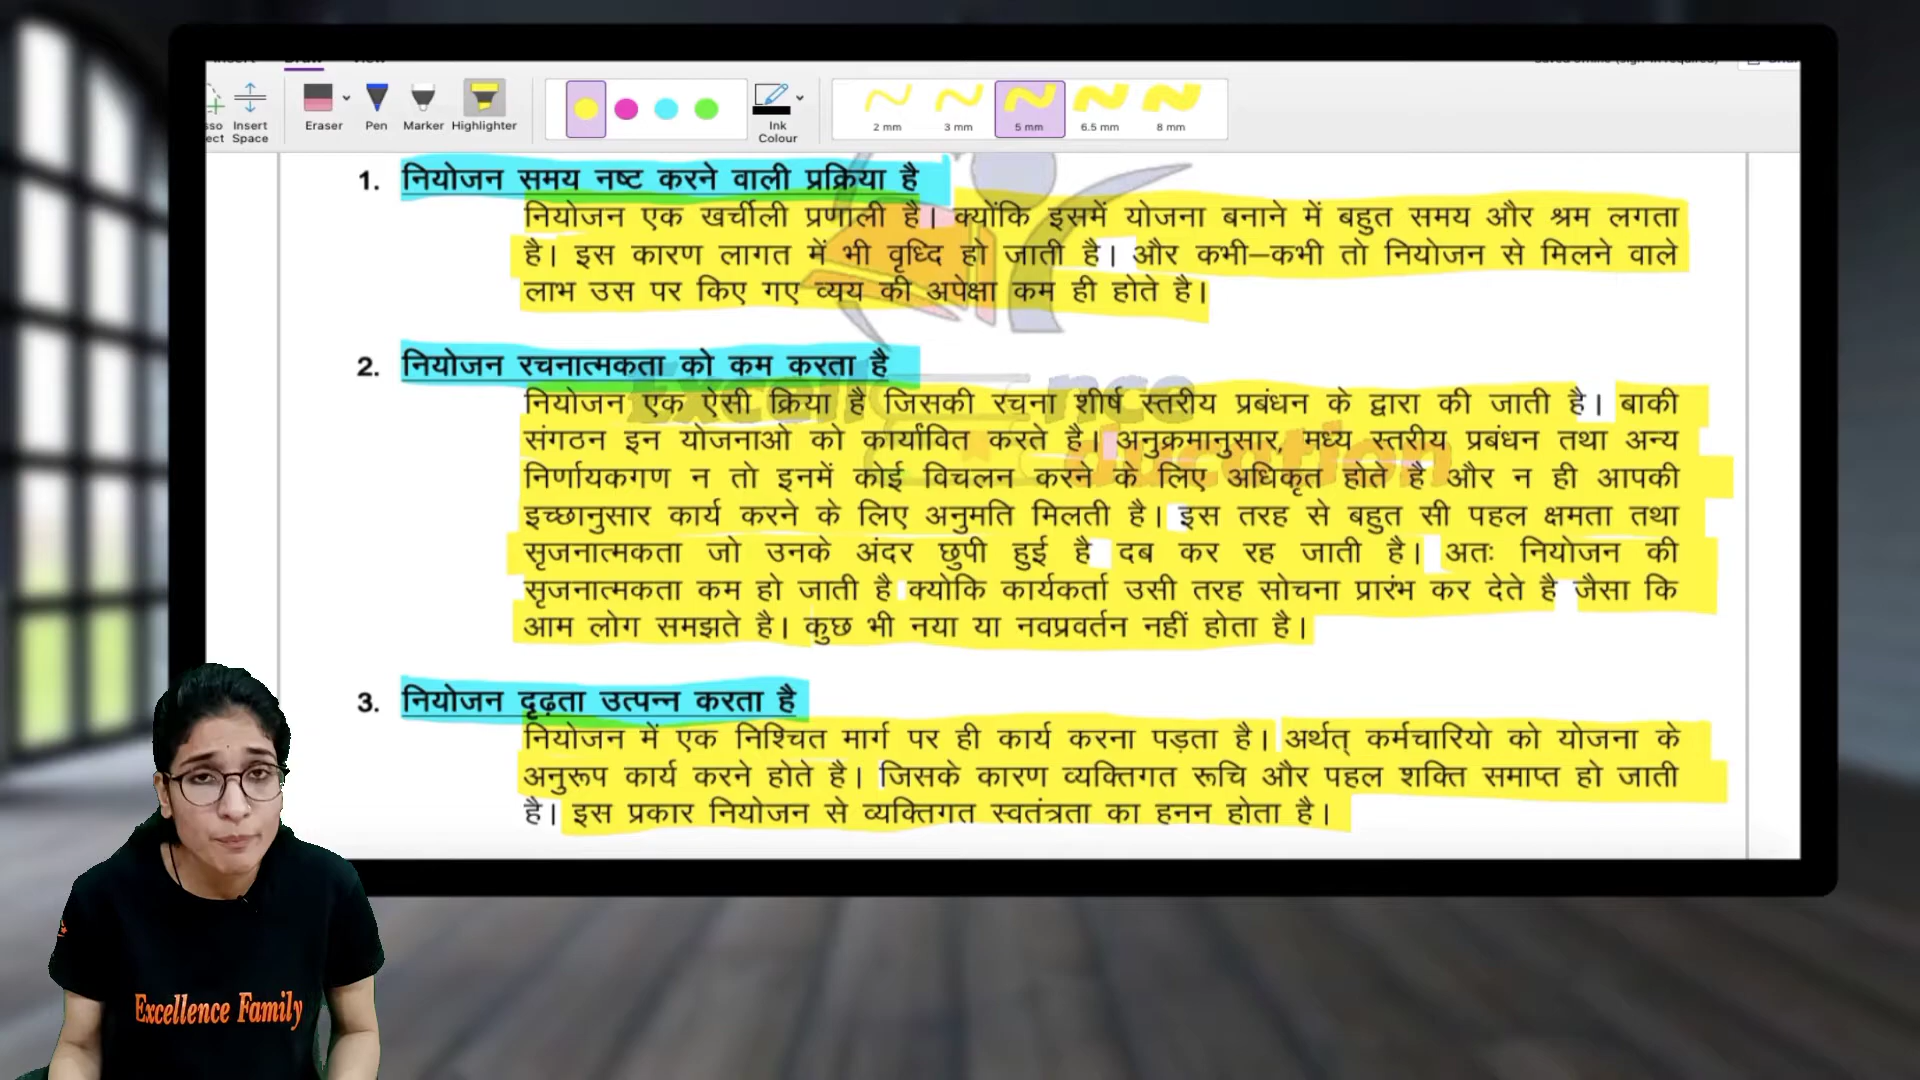 Insert
Draw
View
Insert Space
Eraser
Pen
Marker
Highlighter
Ink Colour
2 mm
3 mm
5 mm
6.5 mm
8 mm
1. नियोजन समय नष्ट करने वाली प्रक्रिया है
नियोजन एक खर्चीली प्रणाली है। क्योंकि इसमें योजना बनाने में बहुत समय और श्रम लगता
है। इस कारण लागत में भी वृध्दि हो जाती है। और कभी–कभी तो नियोजन से मिलने वाले
लाभ उस पर किए गए व्यय की अपेक्षा कम ही होते है।
2. नियोजन रचनात्मकता को कम करता है
नियोजन एक ऐसी क्रिया है जिसकी रचना शीर्ष स्तरीय प्रबंधन के द्वारा की जाती है। बाकी
संगठन इन योजनाओ को कार्यांवित करते है। अनुक्रमानुसार, मध्य स्तरीय प्रबंधन तथा अन्य
निर्णायकगण न तो इनमें कोई विचलन करने के लिए अधिकृत होते है और न ही आपकी
इच्छानुसार कार्य करने के लिए अनुमति मिलती है। इस तरह से बहुत सी पहल क्षमता तथा
सृजनात्मकता जो उनके अंदर छुपी हुई है दब कर रह जाती है। अतः नियोजन की
सृजनात्मकता कम हो जाती है क्योकि कार्यकर्ता उसी तरह सोचना प्रारंभ कर देते है जैसा कि
आम लोग समझते है। कुछ भी नया या नवप्रवर्तन नहीं होता है।
3. नियोजन दृढ़ता उत्पन्न करता है
नियोजन में एक निश्चित मार्ग पर ही कार्य करना पड़ता है। अर्थत् कर्मचारियो को योजना के
अनुरूप कार्य करने होते है। जिसके कारण व्यक्तिगत रूचि और पहल शक्ति समाप्त हो जाती
है। इस प्रकार नियोजन से व्यक्तिगत स्वतंत्रता का हनन होता है।
Excellence Family